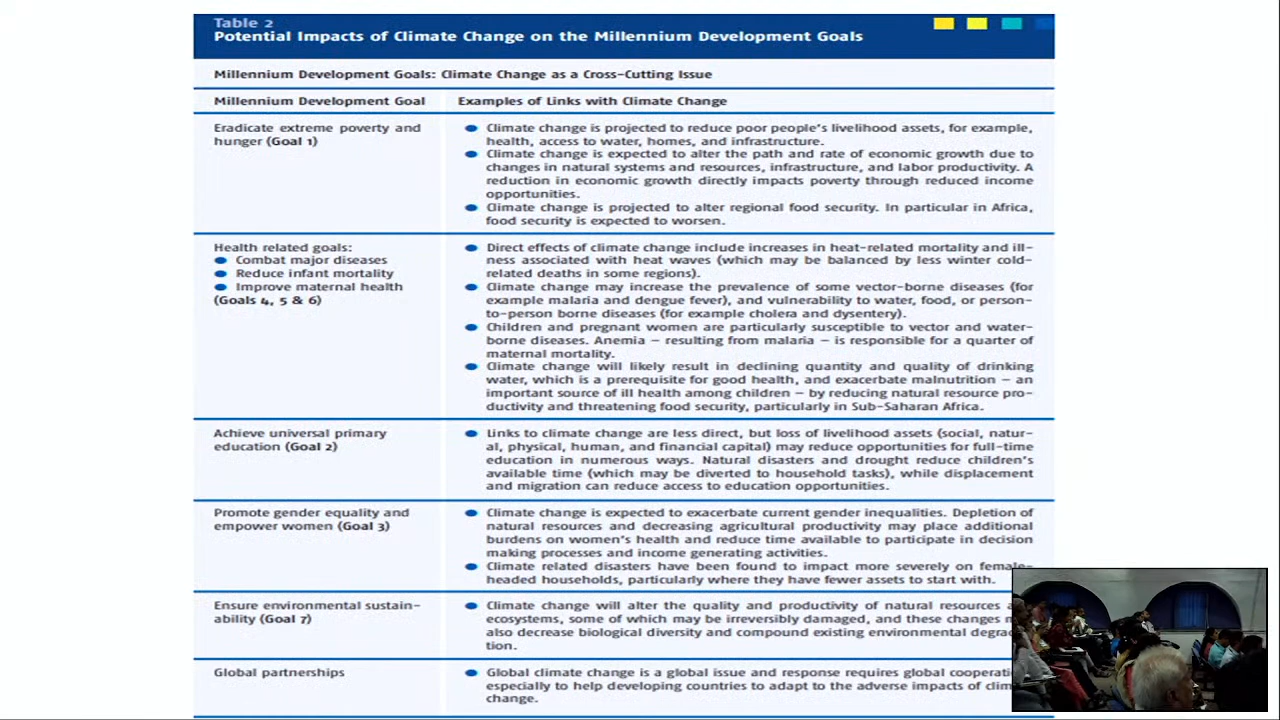 Table 2
Potential Impacts of Climate Change on the Millennium Development Goals
Millennium Development Goals: Climate Change as a Cross-Cutting Issue
Millennium Development Goal
Examples of Links with Climate Change
Eradicate extreme poverty and
hunger (Goal 1)
Climate change is projected to reduce poor people's livelihood assets, for example,
health, access to water, homes, and infrastructure.
Climate change is expected to alter the path and rate of economic growth due to
changes in natural systems and resources, infrastructure, and labor productivity. A
reduction in economic growth directly impacts poverty through reduced income
opportunities.
Climate change is projected to alter regional food security. In particular in Africa,
food security is expected to worsen.
Health related goals:
Combat major diseases
Reduce infant mortality
Improve maternal health
(Goals 4, 5 & 6)
Direct effects of climate change include increases in heat-related mortality and ill-
ness associated with heat waves (which may be balanced by less winter cold-
related deaths in some regions).
Climate change may increase the prevalence of some vector-borne diseases (for
example malaria and dengue fever), and vulnerability to water, food, or person-
to-person borne diseases (for example cholera and dysentery).
Children and pregnant women are particularly susceptible to vector and water-
borne diseases. Anemia – resulting from malaria – is responsible for a quarter of
maternal mortality.
Climate change will likely result in declining quantity and quality of drinking
water, which is a prerequisite for good health, and exacerbate malnutrition – an
important source of ill health among children – by reducing natural resource pro-
ductivity and threatening food security, particularly in Sub-Saharan Africa.
Achieve universal primary
education (Goal 2)
Links to climate change are less direct, but loss of livelihood assets (social, natur-
al, physical, human, and financial capital) may reduce opportunities for full-time
education in numerous ways. Natural disasters and drought reduce children's
available time (which may be diverted to household tasks), while displacement
and migration can reduce access to education opportunities.
Promote gender equality and
empower women (Goal 3)
Climate change is expected to exacerbate current gender inequalities. Depletion of
natural resources and decreasing agricultural productivity may place additional
burdens on women's health and reduce time available to participate in decision
making processes and income generating activities.
Climate related disasters have been found to impact more severely on female-
headed households, particularly where they have fewer assets to start with.
Ensure environmental sustain-
ability (Goal 7)
Climate change will alter the quality and productivity of natural resources
ecosystems, some of which may be irreversibly damaged, and these changes
also decrease biological diversity and compound existing environmental
tion.
Global partnerships
Global climate change is a global issue and response requires global
especially to help developing countries to adapt to the adverse impacts of
change.